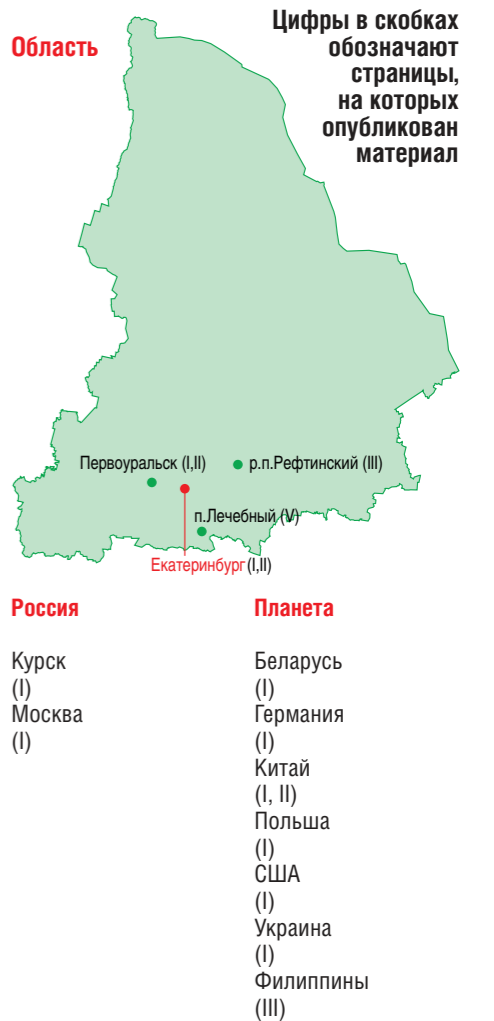 Область
Цифры в скобках
обозначают
страницы,
на которых
опубликован
материал
Первоуральск (I,II)
р.п.Рефтинский (III)
п.Лечебный (V)
Екатеринбург(I,II)
Россия
Курск
(I)
Москва
(I)
Планета
Беларусь
(I)
Германия
(I)
Китай
(I, II)
Польша
(I)
США
(I)
Украина
(I)
Филиппины
(III)